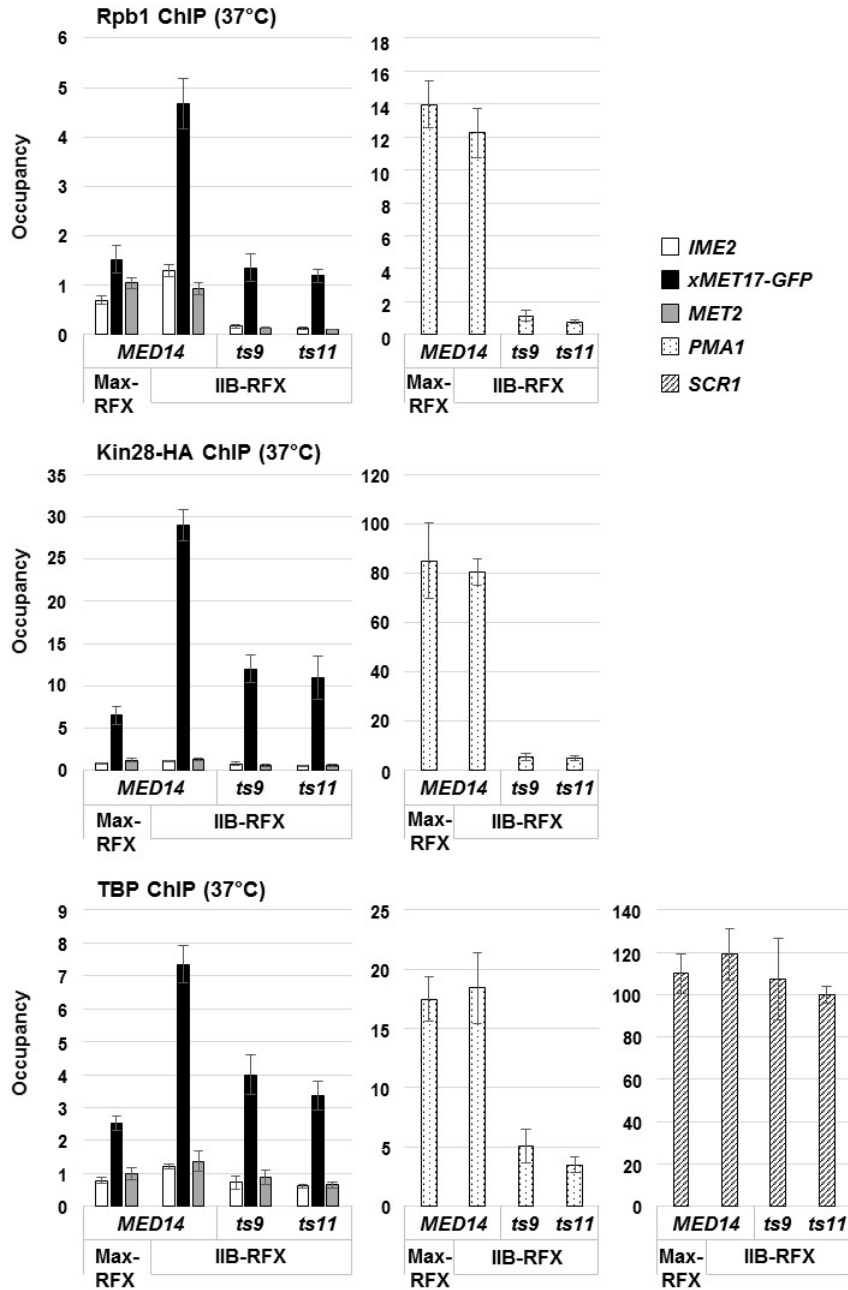 Rpb1 ChIP (37°C)
Occupancy
6
5
4
3
2
1
0
MED14 ts9 ts11
Max-RFX IIB-RFX
18
16
14
12
10
8
6
4
2
0
MED14 ts9 ts11
Max-RFX IIB-RFX
IME2
xMET17-GFP
MET2
PMA1
SCR1
Kin28-HA ChIP (37°C)
Occupancy
35
30
25
20
15
10
5
0
MED14 ts9 ts11
Max-RFX IIB-RFX
120
100
80
60
40
20
0
MED14 ts9 ts11
Max-RFX IIB-RFX
TBP ChIP (37°C)
Occupancy
9
8
7
6
5
4
3
2
1
0
MED14 ts9 ts11
Max-RFX IIB-RFX
25
20
15
10
5
0
MED14 ts9 ts11
Max-RFX IIB-RFX
140
120
100
80
60
40
20
0
MED14 ts9 ts11
Max-RFX IIB-RFX